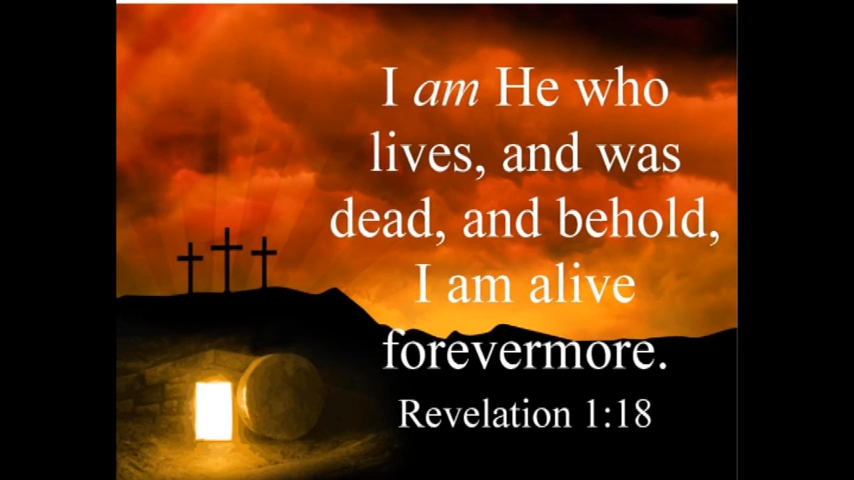 I am He who
lives, and was
dead, and behold,
I am alive
forevermore.
Revelation 1:18